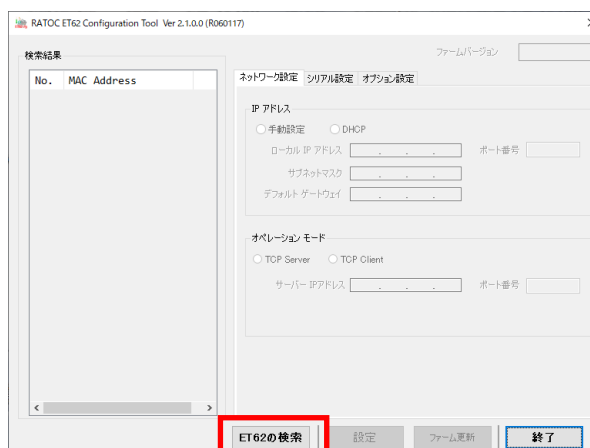 RATOC ET62 Configuration Tool Ver 2.1.0.0 (R060117)
検索結果
No. MAC Address
ファームバージョン
ネットワーク設定 シリアル設定 オプション設定
IP アドレス
手動設定 DHCP
ローカル IP アドレス . . . ポート番号
サブネットマスク . . .
デフォルト ゲートウェイ . . .
オペレーション モード
TCP Server TCP Client
サーバー IPアドレス . . . ポート番号
ET62の検索 設定 ファーム更新 終了